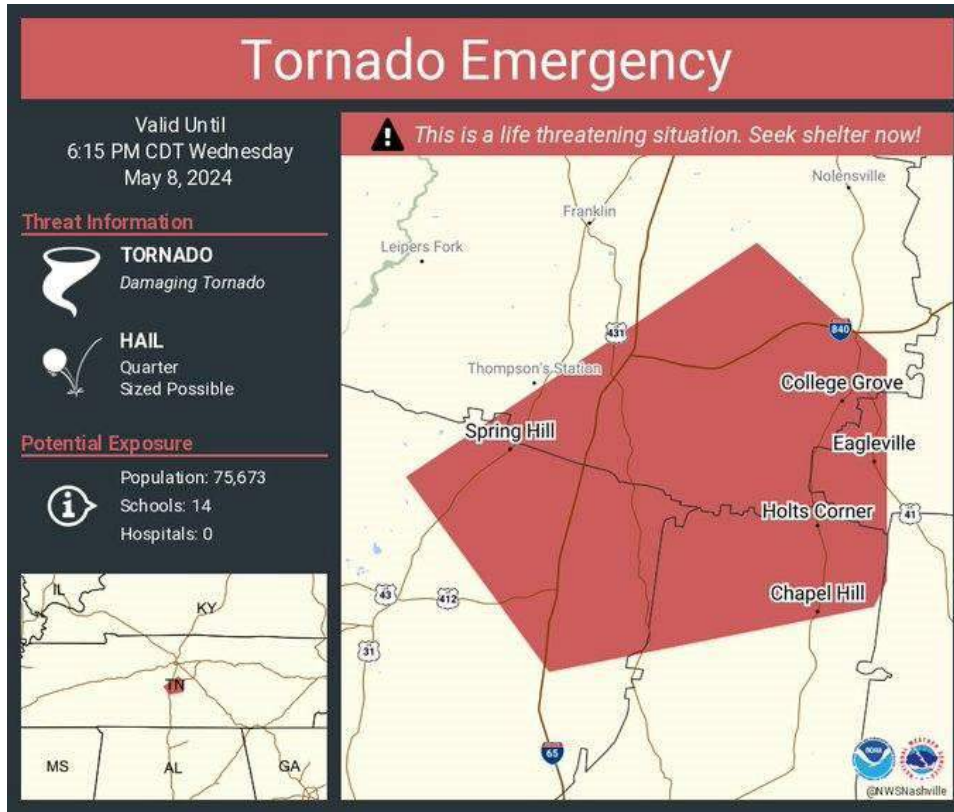 Tornado Emergency
Valid Until
6:15 PM CDT Wednesday
May 8, 2024
Threat Information
TORNADO
Damaging Tornado
HAIL
Quarter
Sized Possible
Potential Exposure
Population: 75,673
Schools: 14
Hospitals: 0
IL
KY
TN
MS
AL
GA
This is a life threatening situation. Seek shelter now!
Nolensville
Franklin
Leipers Fork
431
840
Thompson's Station
College Grove
Spring Hill
Eagleville
Holts Corner
41
43
412
Chapel Hill
31
65
NOAA
@NWSNashville